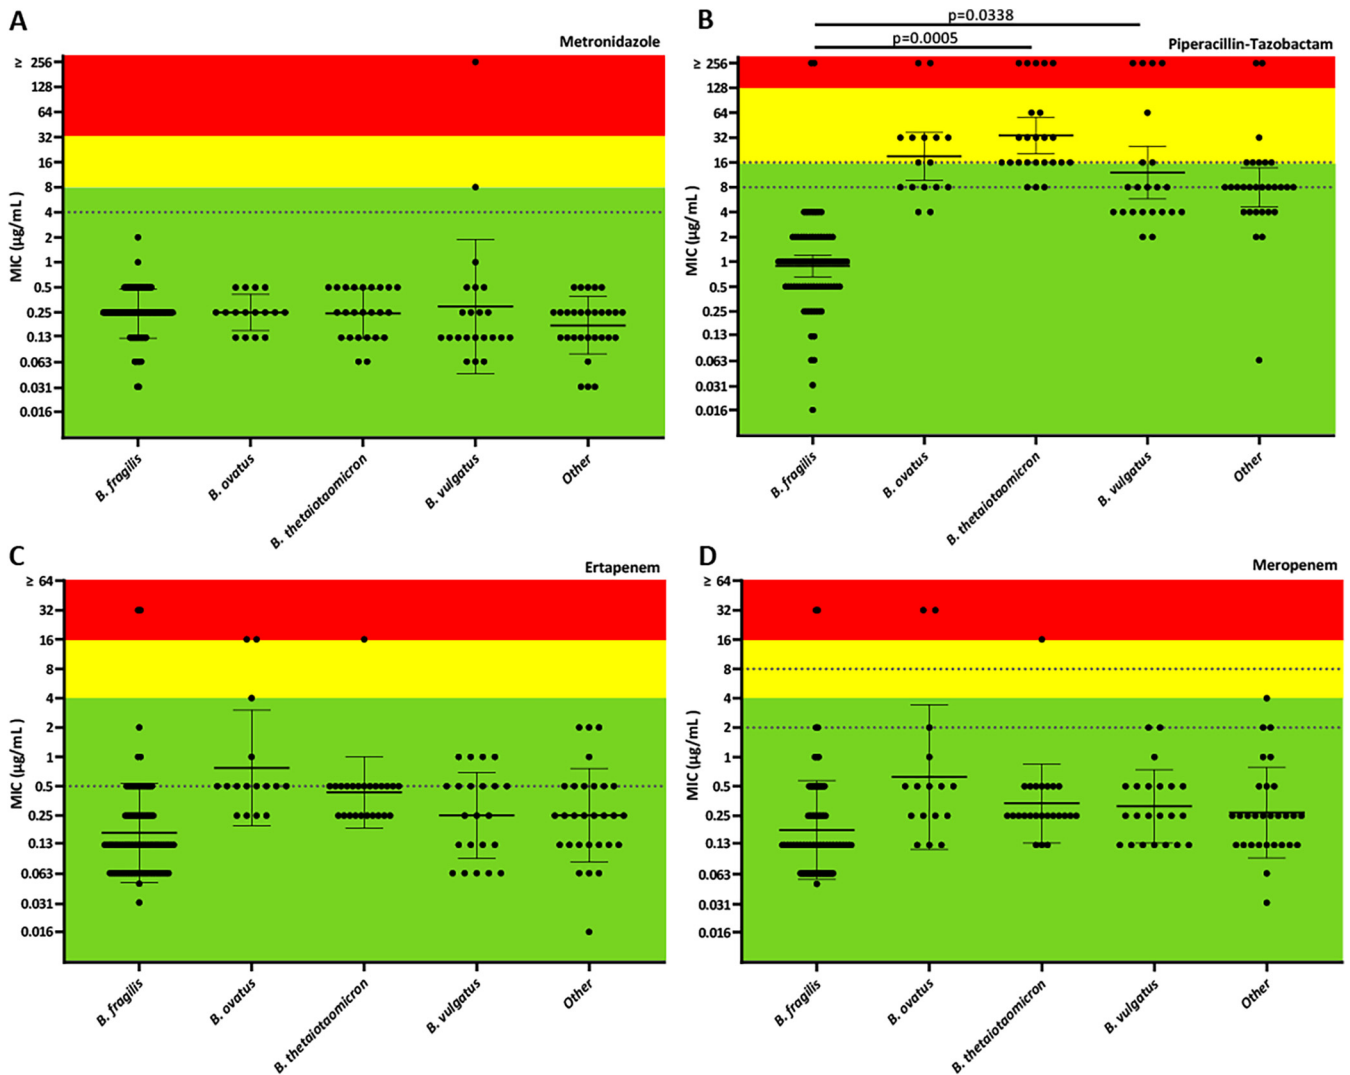 A
Metronidazole
MIC (µg/mL )
≥ 256
128
64
32
16
8
4
2
1
0.5
0.25
0.13
0.063
0.031
0.016
B. fragilis
B. ovatus
B. thetaiotaomicron
B. vulgatus
Other
B
p=0.0338
p=0.0005
Piperacillin-Tazobactam
MIC (µg/mL )
≥ 256
128
64
32
16
8
4
2
1
0.5
0.25
0.13
0.063
0.031
0.016
B. fragilis
B. ovatus
B. thetaiotaomicron
B. vulgatus
Other
C
Ertapenem
MIC (µg/mL )
≥ 64
32
16
8
4
2
1
0.5
0.25
0.13
0.063
0.031
0.016
B. fragilis
B. ovatus
B. thetaiotaomicron
B. vulgatus
Other
D
Meropenem
MIC (µg/mL )
≥ 64
32
16
8
4
2
1
0.5
0.25
0.13
0.063
0.031
0.016
B. fragilis
B. ovatus
B. thetaiotaomicron
B. vulgatus
Other